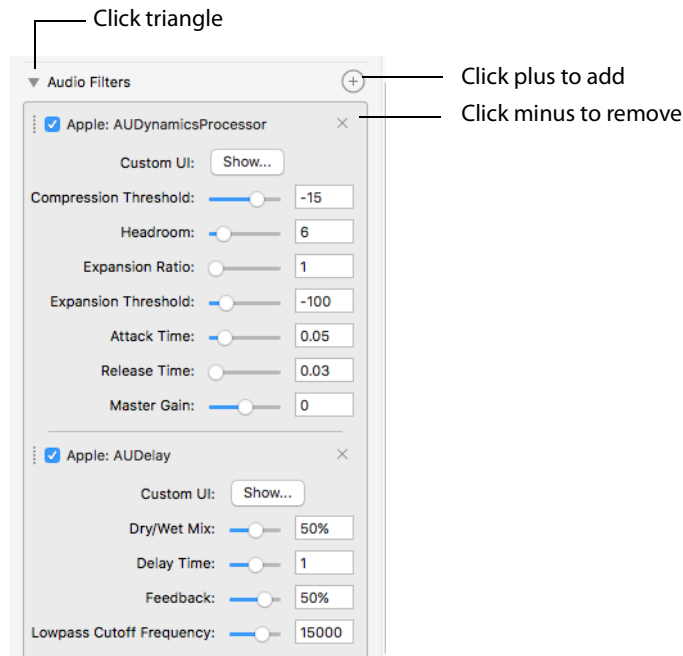 Click triangle
Audio Filters
Click plus to add
Click minus to remove
Apple: AUDynamicsProcessor
Custom UI: Show...
Compression Threshold: -15
Headroom: 6
Expansion Ratio: 1
Expansion Threshold: -100
Attack Time: 0.05
Release Time: 0.03
Master Gain: 0
Apple: AUDelay
Custom UI: Show...
Dry/Wet Mix: 50%
Delay Time: 1
Feedback: 50%
Lowpass Cutoff Frequency: 15000